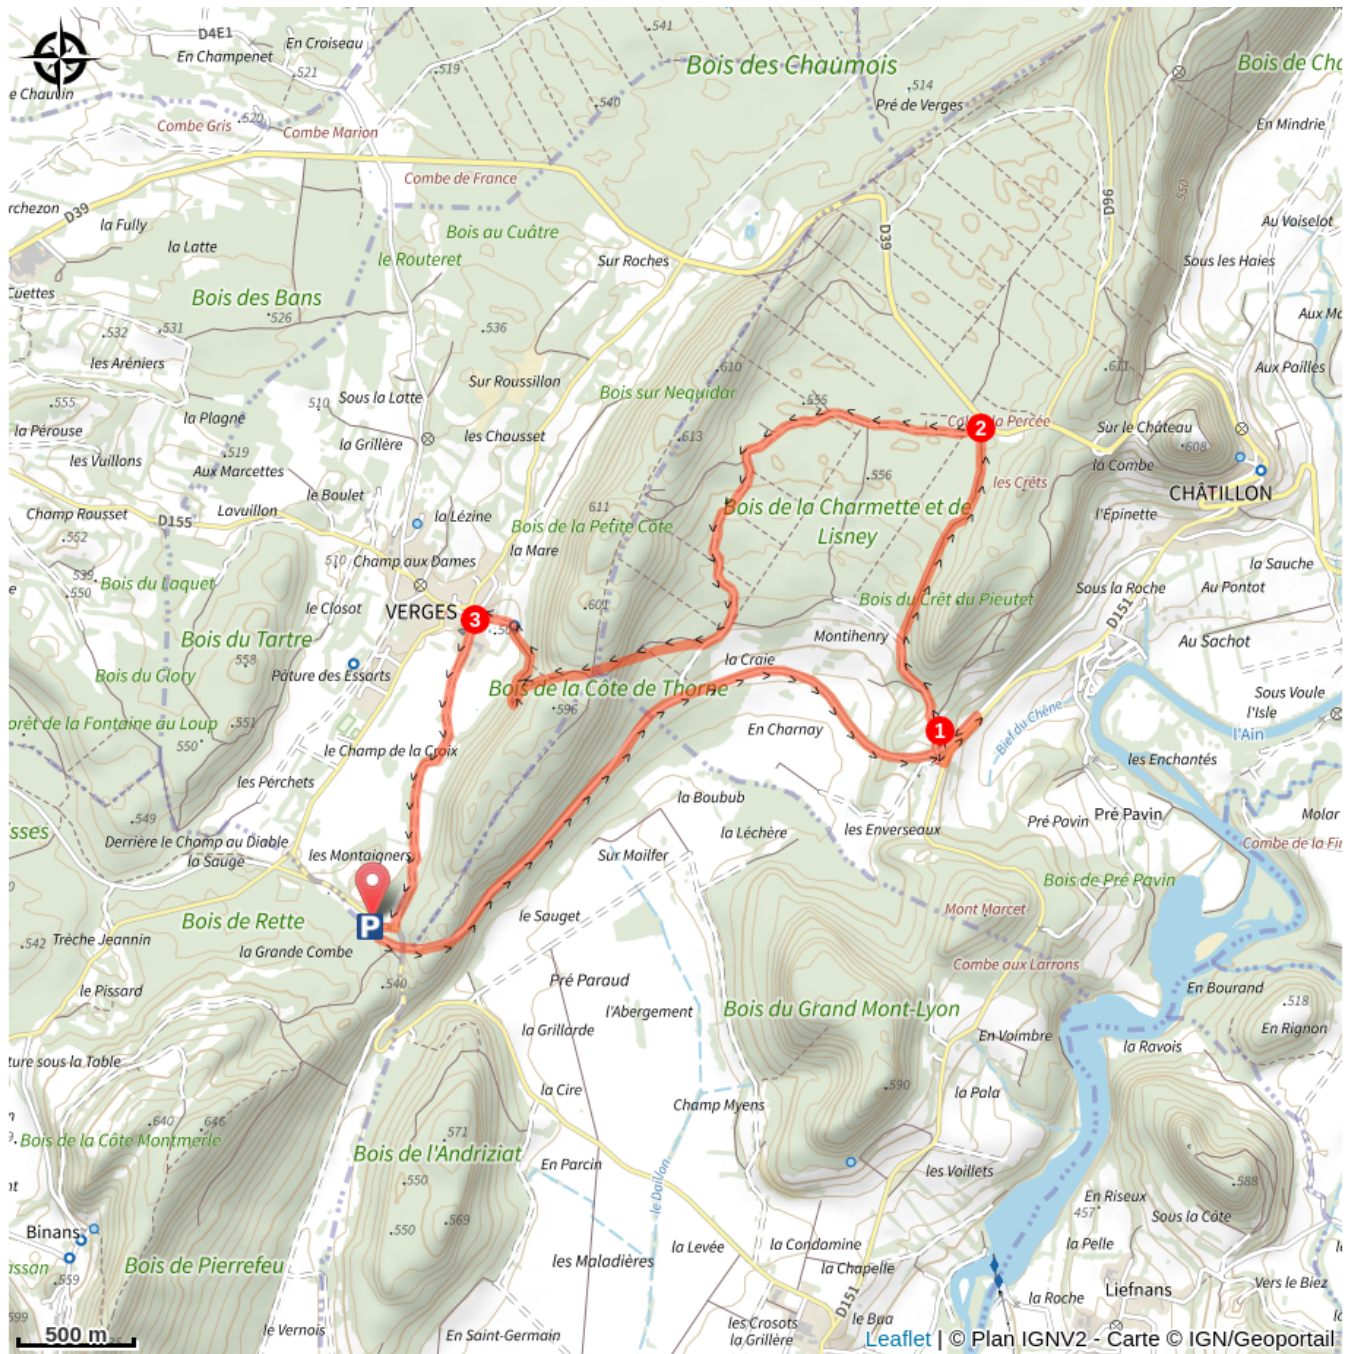 D4E1
En Croiseau
En Champenet
.521
.519
.541
Bois des Chaumois
.514
Pré de Verges
Bois de Cha
e Chauvin
.540
Combe Gris
.520
Combe Marion
En Mindrie
Combe de France
550
D96
rchezon
D39
la Fully
la Latte
Bois au Cuâtre
Au Voiselot
D39
le Routeret
Sur Roches
Sous les Haies
Cuettes
Bois des Bans
.526
.532
.531
.536
Aux Ma
les Aréniers
.610
.611
Aux Pailles
Sur Roussillon
Bois sur Nequidar
.555
510
Sous la Latte
.655
la Plagne
la Pérouse
la Grillère
les Chausset
.613
2
Sur le Château
.608
les Vuillons
.519
Aux Marcettes
.556
la Combe
les Crêts
CHÂTILLON
le Boulet
Champ Rousset
D155
Lavuillon
la Lézine
611
Bois de la Petite Côte
Bois de la Charmette et de
Lisney
l'Epinette
.552
la Mare
510
Champ aux Dames
la Sauche
539
.550
Bois du Laquet
Sous la Roche
Au Pontot
le Closot
VERGES
3
.601
Bois du Crêt du Pieutet
D151
Bois du Tartre
.558
Montihenry
Au Sachot
la Craie
Bois du Clory
Pâture des Essarts
Bois de la Côte de Thorne
.596
Sous Voule
l'Isle
orêt de la Fontaine au Loup
.551
550
1
En Charnay
Bief du Chêne
l'Ain
le Champ de la Croix
les Enchantés
les Perchets
la Boubub
.549
sses
Derrière le Champ au Diable
la Sauge
les Montaigners
la Léchère
les Enverseaux
Pré Pavin
Pré Pavin
Molar
Combe de la Fin
Sur Mailfer
Bois de Pré Pavin
Bois de Rette
P
le Sauget
Mont Marcet
.542
Trèche Jeannin
la Grande Combe
Combe aux Larrons
le Pissard
.540
Pré Paraud
l'Abergement
Bois du Grand Mont-Lyon
En Bourand
.518
En Rignon
la Grillarde
En Voimbre
la Ravois
ture sous la Table
la Cire
.590
la Pala
Champ Myens
.640
646
Bois de la Côte Montmerle
.571
Bois de l'Andriziat
En Parcin
.550
le Daillon
les Voillets
En Riseux
457
.588
Sous la Côte
Binans
.550
.569
la Levée
la Condamine
la Pelle
les Maladières
la Chapelle
assan
.559
Bois de Pierrefeu
D151
Liefnans
Vers le Biez
la Roche
599
le Vernois
En Saint-Germain
les Crosots
la Grillère
le Bua
500 m
Leaflet | © Plan IGNV2 - Carte © IGN/Geoportail